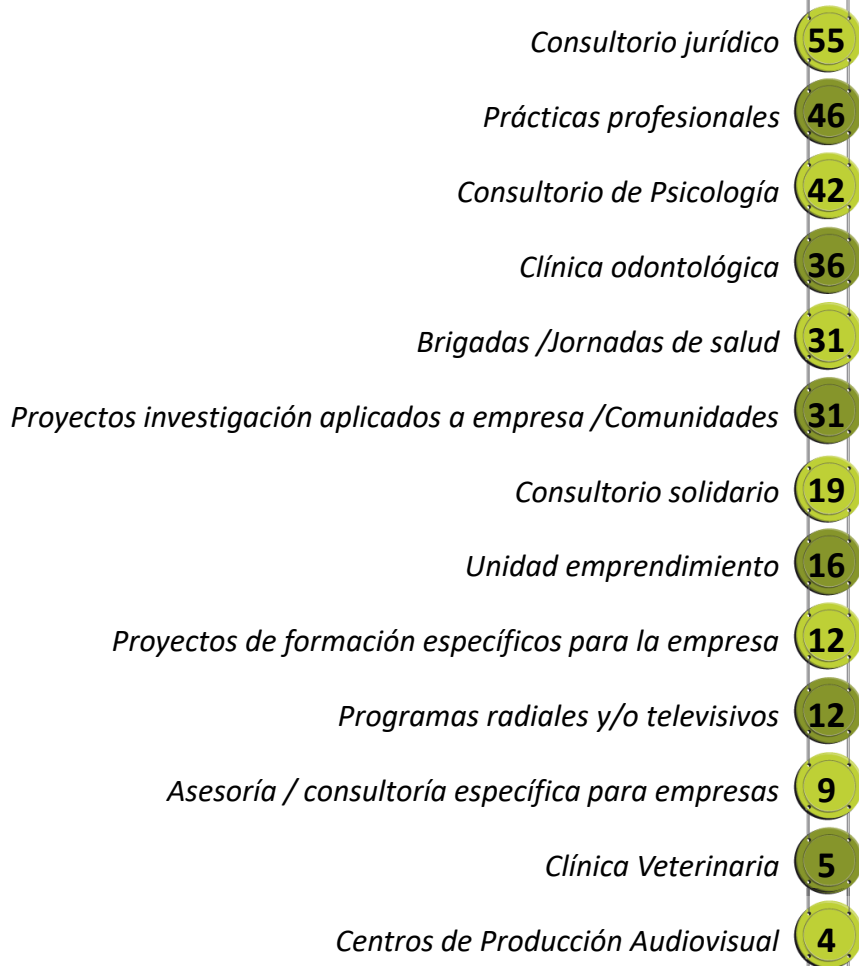 Consultorio jurídico 55
Prácticas profesionales 46
Consultorio de Psicología 42
Clínica odontológica 36
Brigadas /Jornadas de salud 31
Proyectos investigación aplicados a empresa /Comunidades 31
Consultorio solidario 19
Unidad emprendimiento 16
Proyectos de formación específicos para la empresa 12
Programas radiales y/o televisivos 12
Asesoría / consultoría específica para empresas 9
Clínica Veterinaria 5
Centros de Producción Audiovisual 4